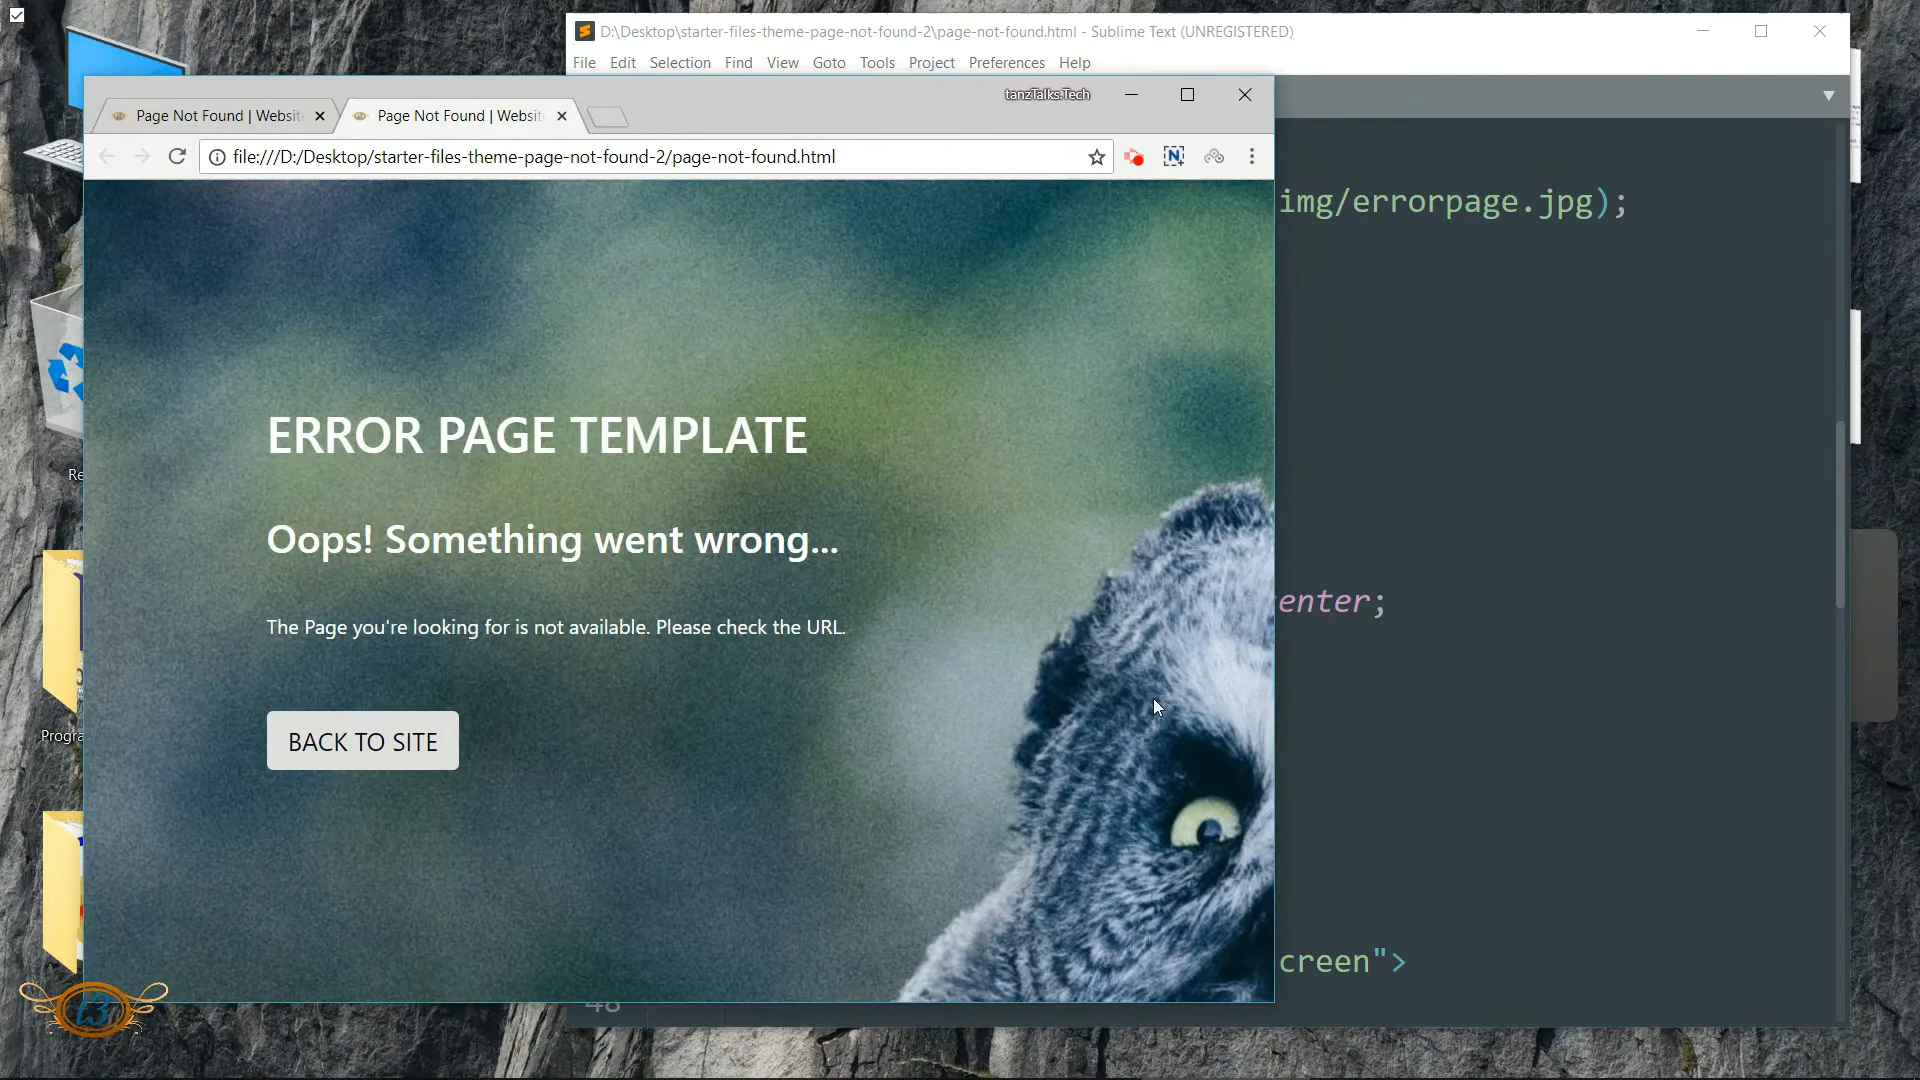 D:\Desktop\starter-files-theme-page-not-found-2\page-not-found.html - Sublime Text (UNREGISTERED)
File Edit Selection Find View Goto Tools Project Preferences Help
tanzTalks.Tech
Page Not Found | Websit
Page Not Found | Websit
file:///D:/Desktop/starter-files-theme-page-not-found-2/page-not-found.html
img/errorpage.jpg);
ERROR PAGE TEMPLATE
Re
Oops! Something went wrong...
enter;
The Page you're looking for is not available. Please check the URL.
Progra
BACK TO SITE
creen">
48
t3